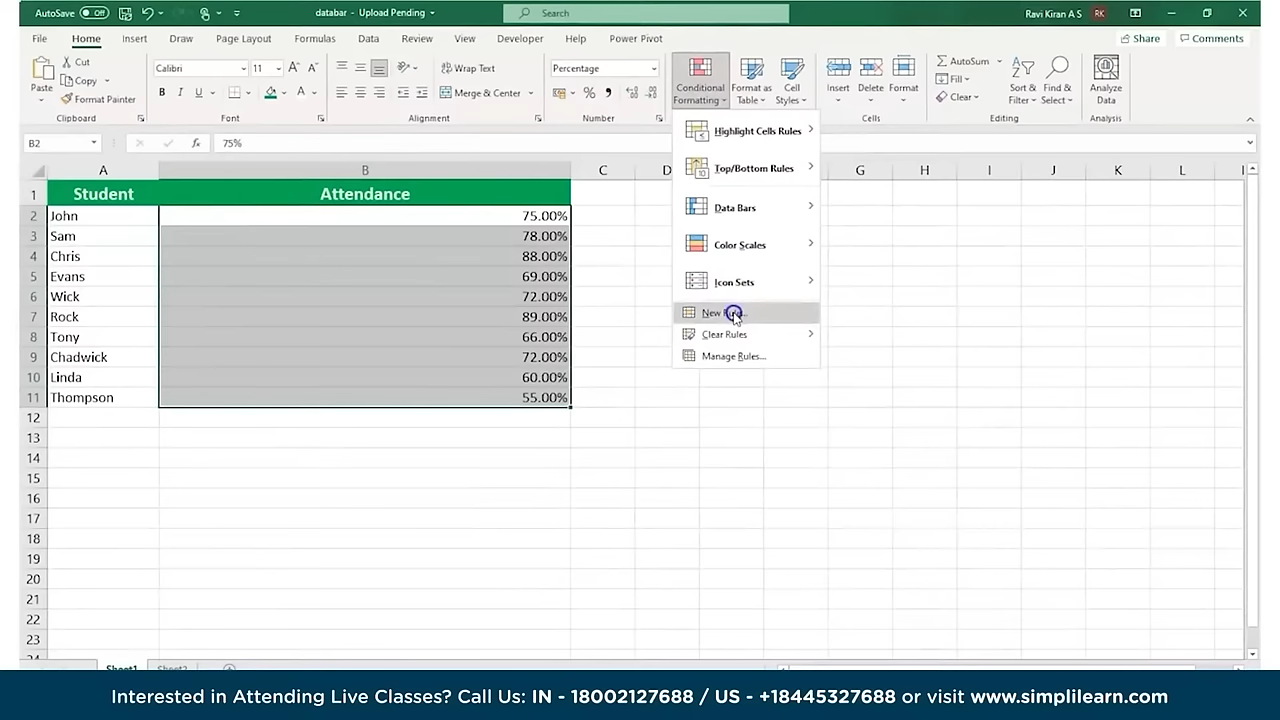 AutoSave Off databar - Upload Pending Search Ravi Kiran A S RK
File Home Insert Draw Page Layout Formulas Data Review View Developer Help Power Pivot Share Comments
Paste Cut Copy Format Painter
Calibri 11
B I U
Wrap Text
Merge & Center
Percentage
Conditional Formatting
Format as Table
Cell Styles
Insert Delete Format
AutoSum
Fill
Clear
Sort & Filter
Find & Select
Analyze Data
Clipboard Font Alignment Number Cells Editing Analysis
B2 fx 75%
Highlight Cells Rules
Top/Bottom Rules
Data Bars
Color Scales
Icon Sets
New
Clear Rules
Manage Rules...
A B C D E G H I J K L
1 Student Attendance
2 John 75.00%
3 Sam 78.00%
4 Chris 88.00%
5 Evans 69.00%
6 Wick 72.00%
7 Rock 89.00%
8 Tony 66.00%
9 Chadwick 72.00%
10 Linda 60.00%
11 Thompson 55.00%
12
13
14
15
16
17
18
19
20
21
22
23
Sheet1 Sheet2
Interested in Attending Live Classes? Call Us: IN - 18002127688 / US - +18445327688 or visit www.simplilearn.com